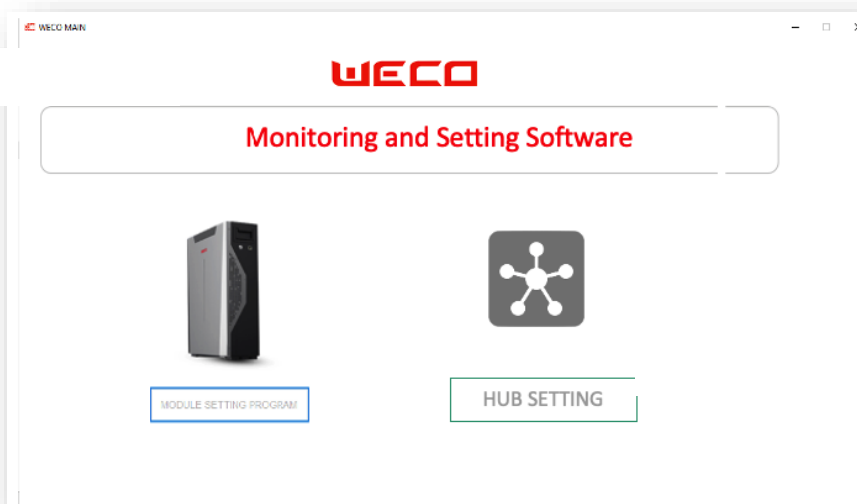 WECO MAIN
WECO
Monitoring and Setting Software
MODULE SETTING PROGRAM
HUB SETTING